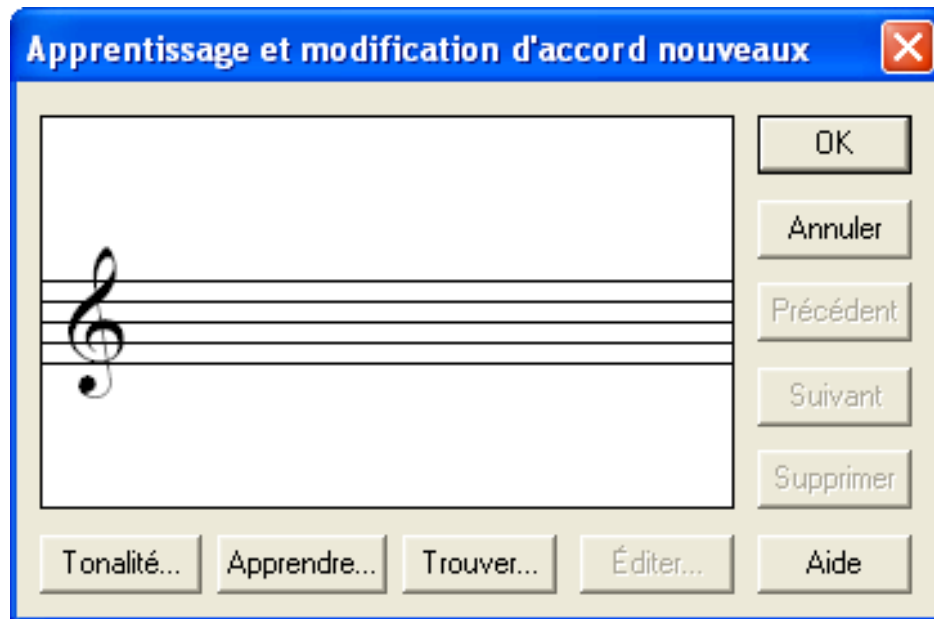 Apprentissage et modification d'accord nouveaux
OK
Annuler
Précédent
Suivant
Supprimer
Tonalité...
Apprendre...
Trouver...
Éditer...
Aide